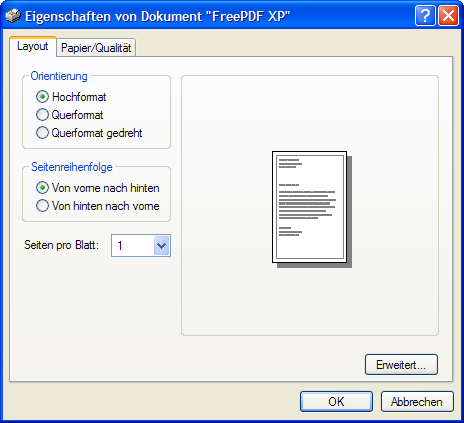 Eigenschaften von Dokument "FreePDF XP"
Layout
Papier/Qualität
Orientierung
Hochformat
Querformat
Querformat gedreht
Seitenreihenfolge
Von vorne nach hinten
Von hinten nach vorne
Seiten pro Blatt: 1
Erweitert...
OK
Abbrechen